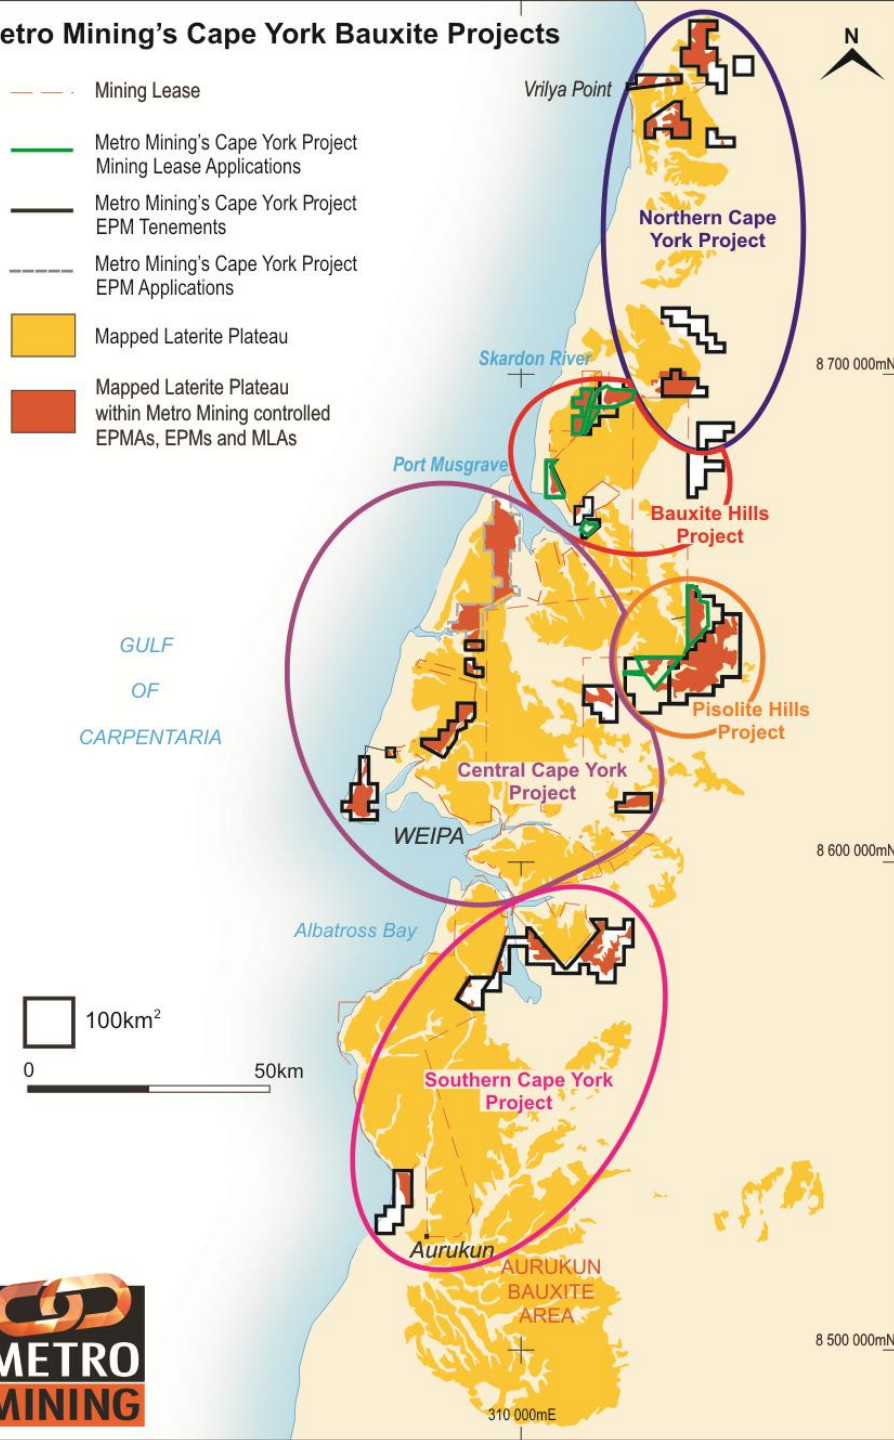 etro Mining's Cape York Bauxite Projects
N
Mining Lease
Metro Mining's Cape York Project
Mining Lease Applications
Metro Mining's Cape York Project
EPM Tenements
Metro Mining's Cape York Project
EPM Applications
Mapped Laterite Plateau
Mapped Laterite Plateau
within Metro Mining controlled
EPMAs, EPMs and MLAs
Vrilya Point
Northern Cape
York Project
Skardon River
8 700 000mN
Port Musgrave
Bauxite Hills
Project
GULF
OF
CARPENTARIA
Pisolite Hills
Project
Central Cape York
Project
WEIPA
8 600 000mN
Albatross Bay
100km²
0
50km
Southern Cape York
Project
Aurukun
AURUKUN
BAUXITE
AREA
8 500 000mN
METRO
MINING
310 000mE